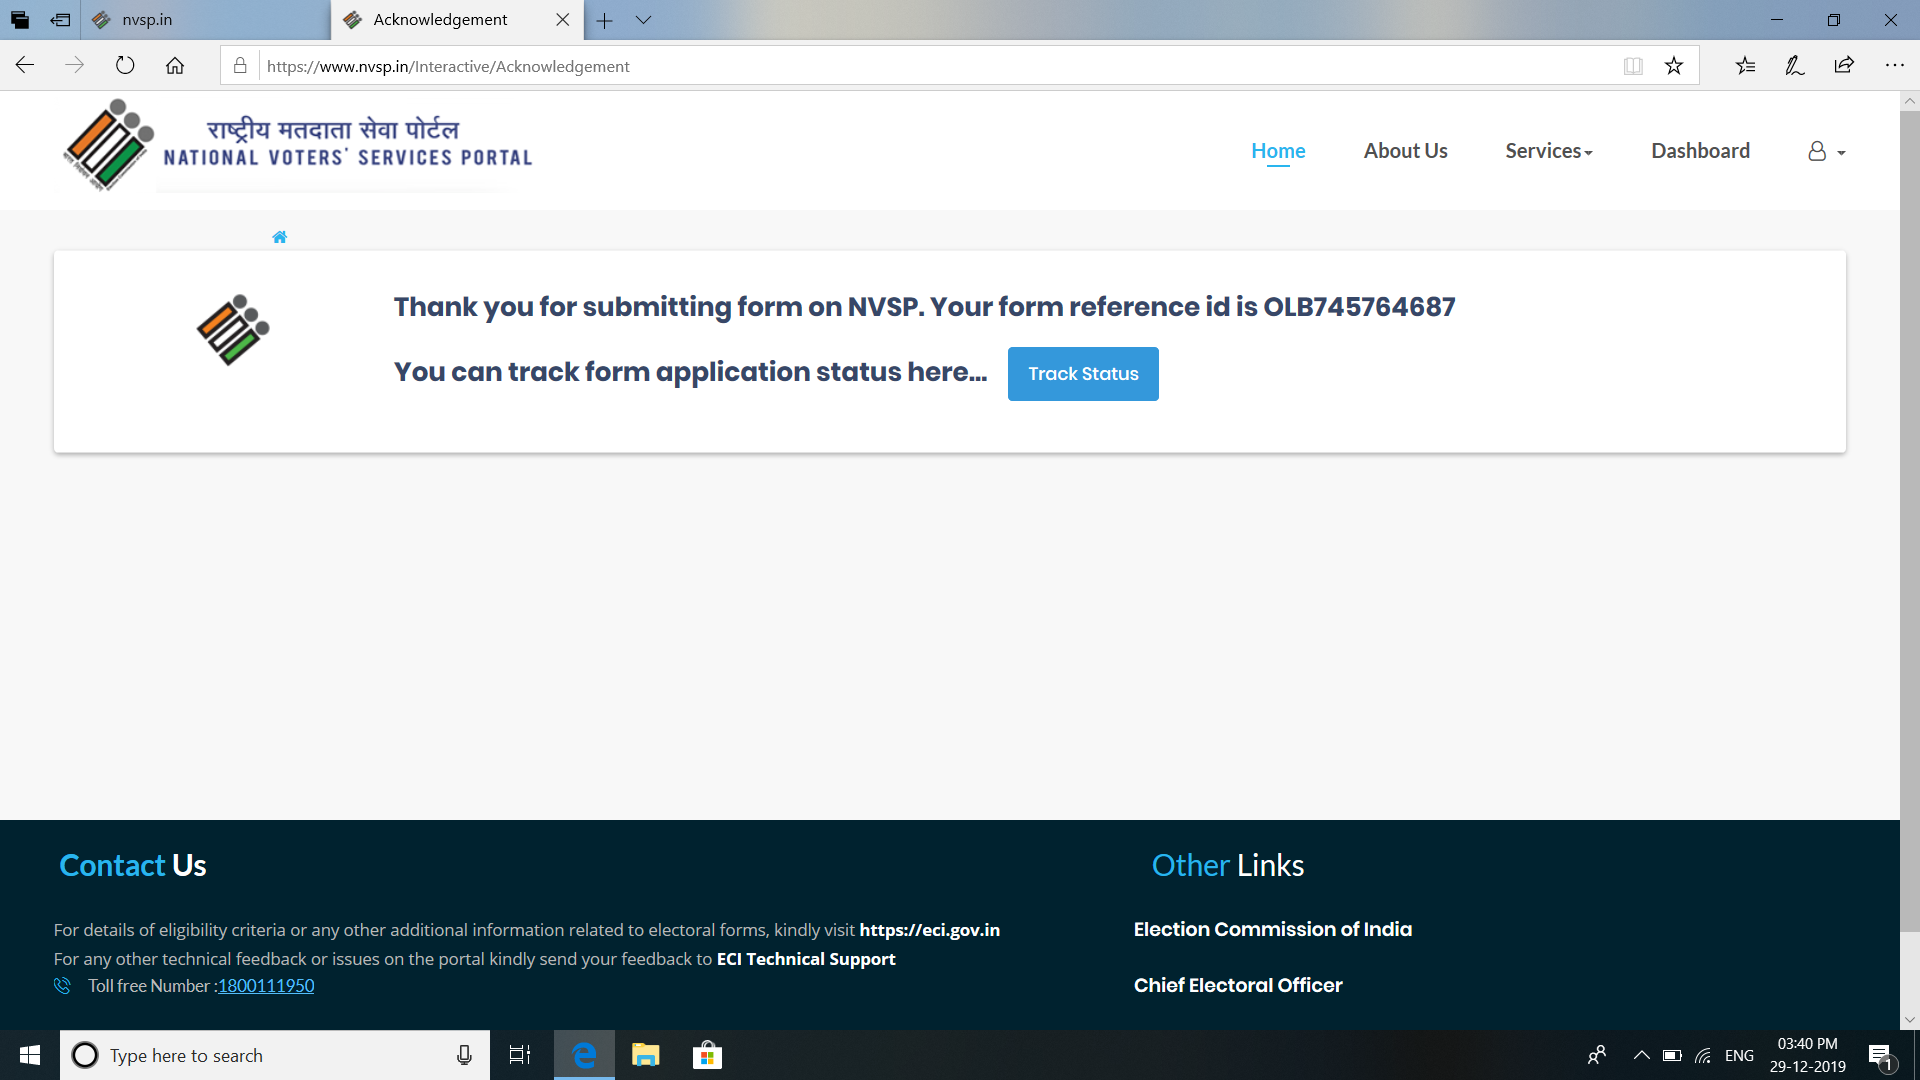 nvsp.in
Acknowledgement
https://www.nvsp.in/Interactive/Acknowledgement
राष्ट्रीय मतदाता सेवा पोर्टल
NATIONAL VOTERS' SERVICES PORTAL
Home
About Us
Services
Dashboard
Thank you for submitting form on NVSP. Your form reference id is OLB745764687
You can track form application status here...
Track Status
Contact Us
For details of eligibility criteria or any other additional information related to electoral forms, kindly visit https://eci.gov.in
For any other technical feedback or issues on the portal kindly send your feedback to ECI Technical Support
Toll free Number :1800111950
Other Links
Election Commission of India
Chief Electoral Officer
Type here to search
ENG
03:40 PM
29-12-2019
1